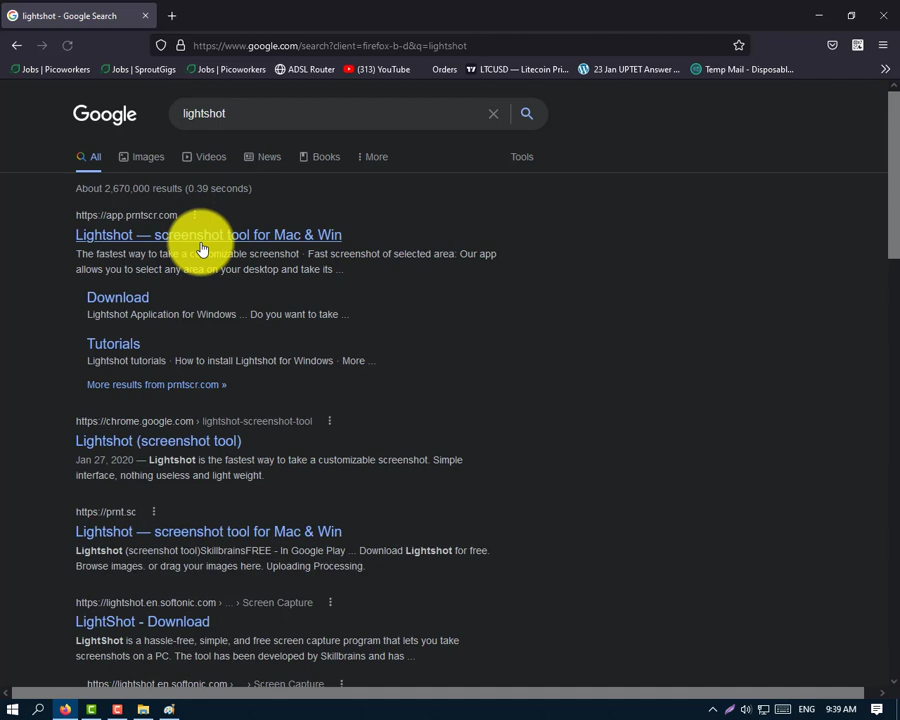 lightshot - Google Search
https://www.google.com/search?client=firefox-b-d&q=lightshot
Jobs | Picoworkers
Jobs | SproutGigs
Jobs | Picoworkers
ADSL Router
(313) YouTube
Orders
LTCUSD — Litecoin Pri...
23 Jan UPTET Answer ...
Temp Mail - Disposabl...
Google
lightshot
All
Images
Videos
News
Books
More
Tools
About 2,670,000 results (0.39 seconds)
https://app.prntscr.com
Lightshot — screenshot tool for Mac & Win
The fastest way to take a customizable screenshot · Fast screenshot of selected area: Our app
allows you to select any area on your desktop and take its ...
Download
Lightshot Application for Windows ... Do you want to take ...
Tutorials
Lightshot tutorials · How to install Lightshot for Windows · More ...
More results from prntscr.com »
https://chrome.google.com › lightshot-screenshot-tool
Lightshot (screenshot tool)
Jan 27, 2020 — Lightshot is the fastest way to take a customizable screenshot. Simple
interface, nothing useless and light weight.
https://prnt.sc
Lightshot — screenshot tool for Mac & Win
Lightshot (screenshot tool)SkillbrainsFREE - In Google Play ... Download Lightshot for free.
Browse images. or drag your images here. Uploading Processing.
https://lightshot.en.softonic.com › ... › Screen Capture
LightShot - Download
LightShot is a hassle-free, simple, and free screen capture program that lets you take
screenshots on a PC. The tool has been developed by Skillbrains and has ...
https://lightshot.en.softonic.com › ... › Screen Capture
ENG
9:39 AM